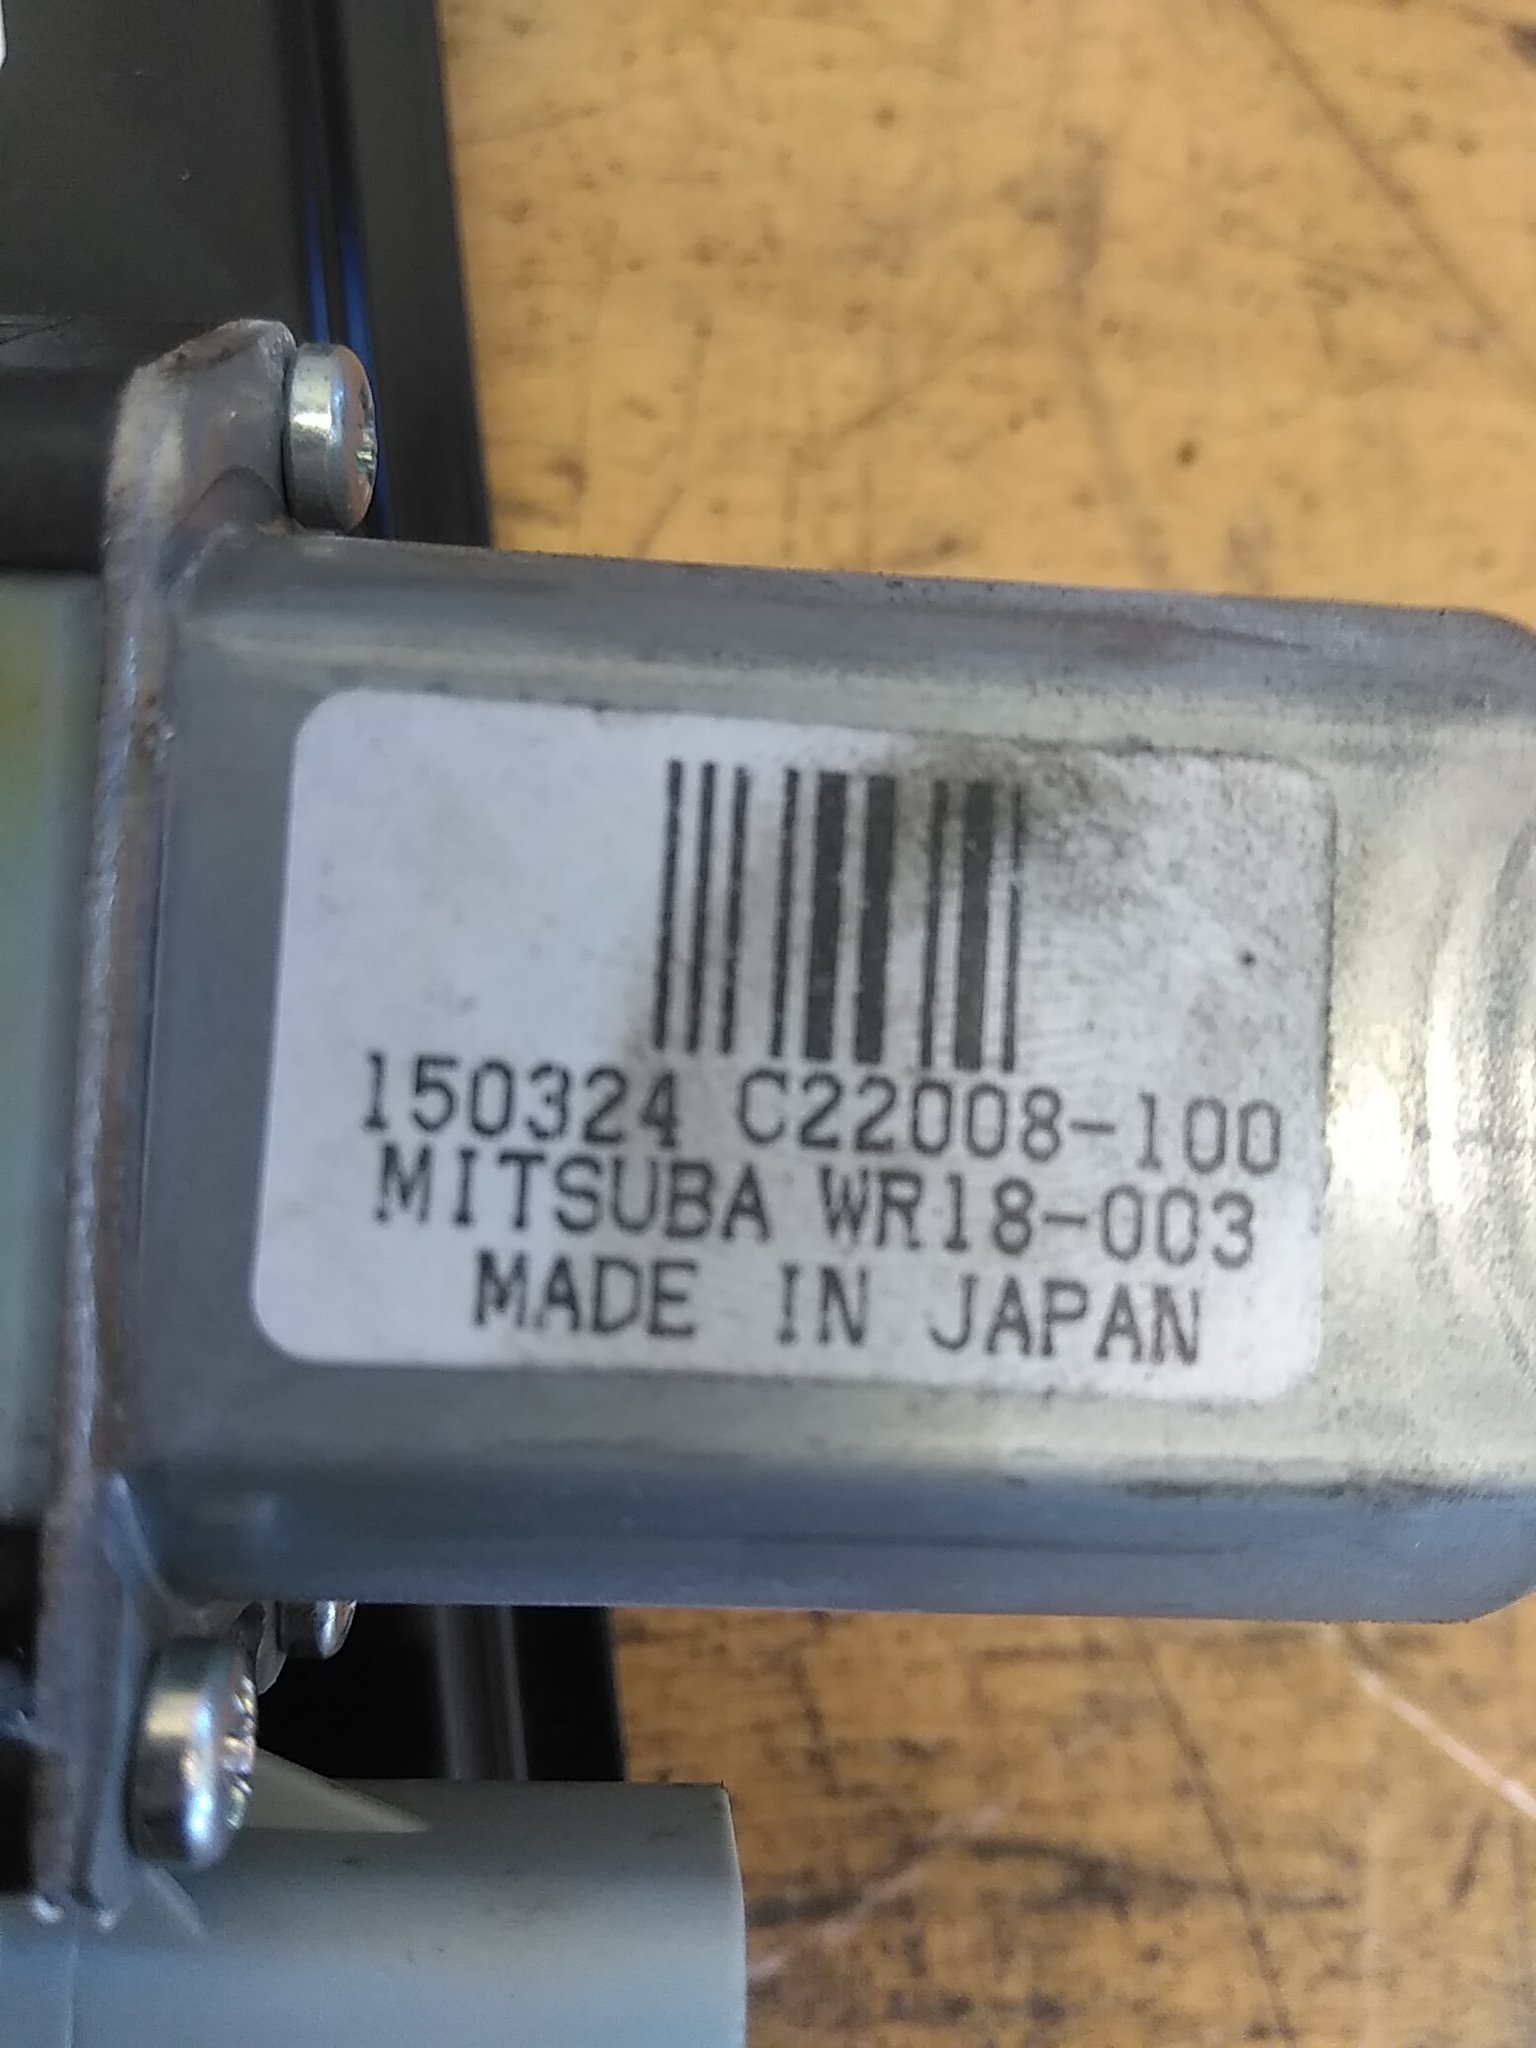 150324 C22008-100
MITSUBA WR18-003
MADE IN JAPAN